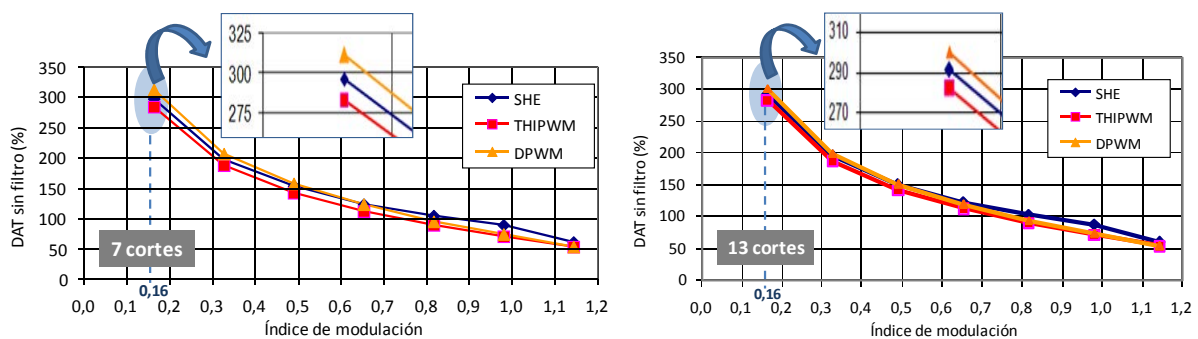 325
300
275
350
300
250
200
150
100
50
0
DAT sin filtro (%)
SHE
THIPWM
DPWM
7 cortes
0,16
0,0 0,1 0,2 0,3 0,4 0,5 0,6 0,7 0,8 0,9 1,0 1,1 1,2
Índice de modulación
310
290
270
350
300
250
200
150
100
50
0
DAT sin filtro (%)
SHE
THIPWM
DPWM
13 cortes
0,16
0,0 0,1 0,2 0,3 0,4 0,5 0,6 0,7 0,8 0,9 1,0 1,1 1,2
Índice de modulación